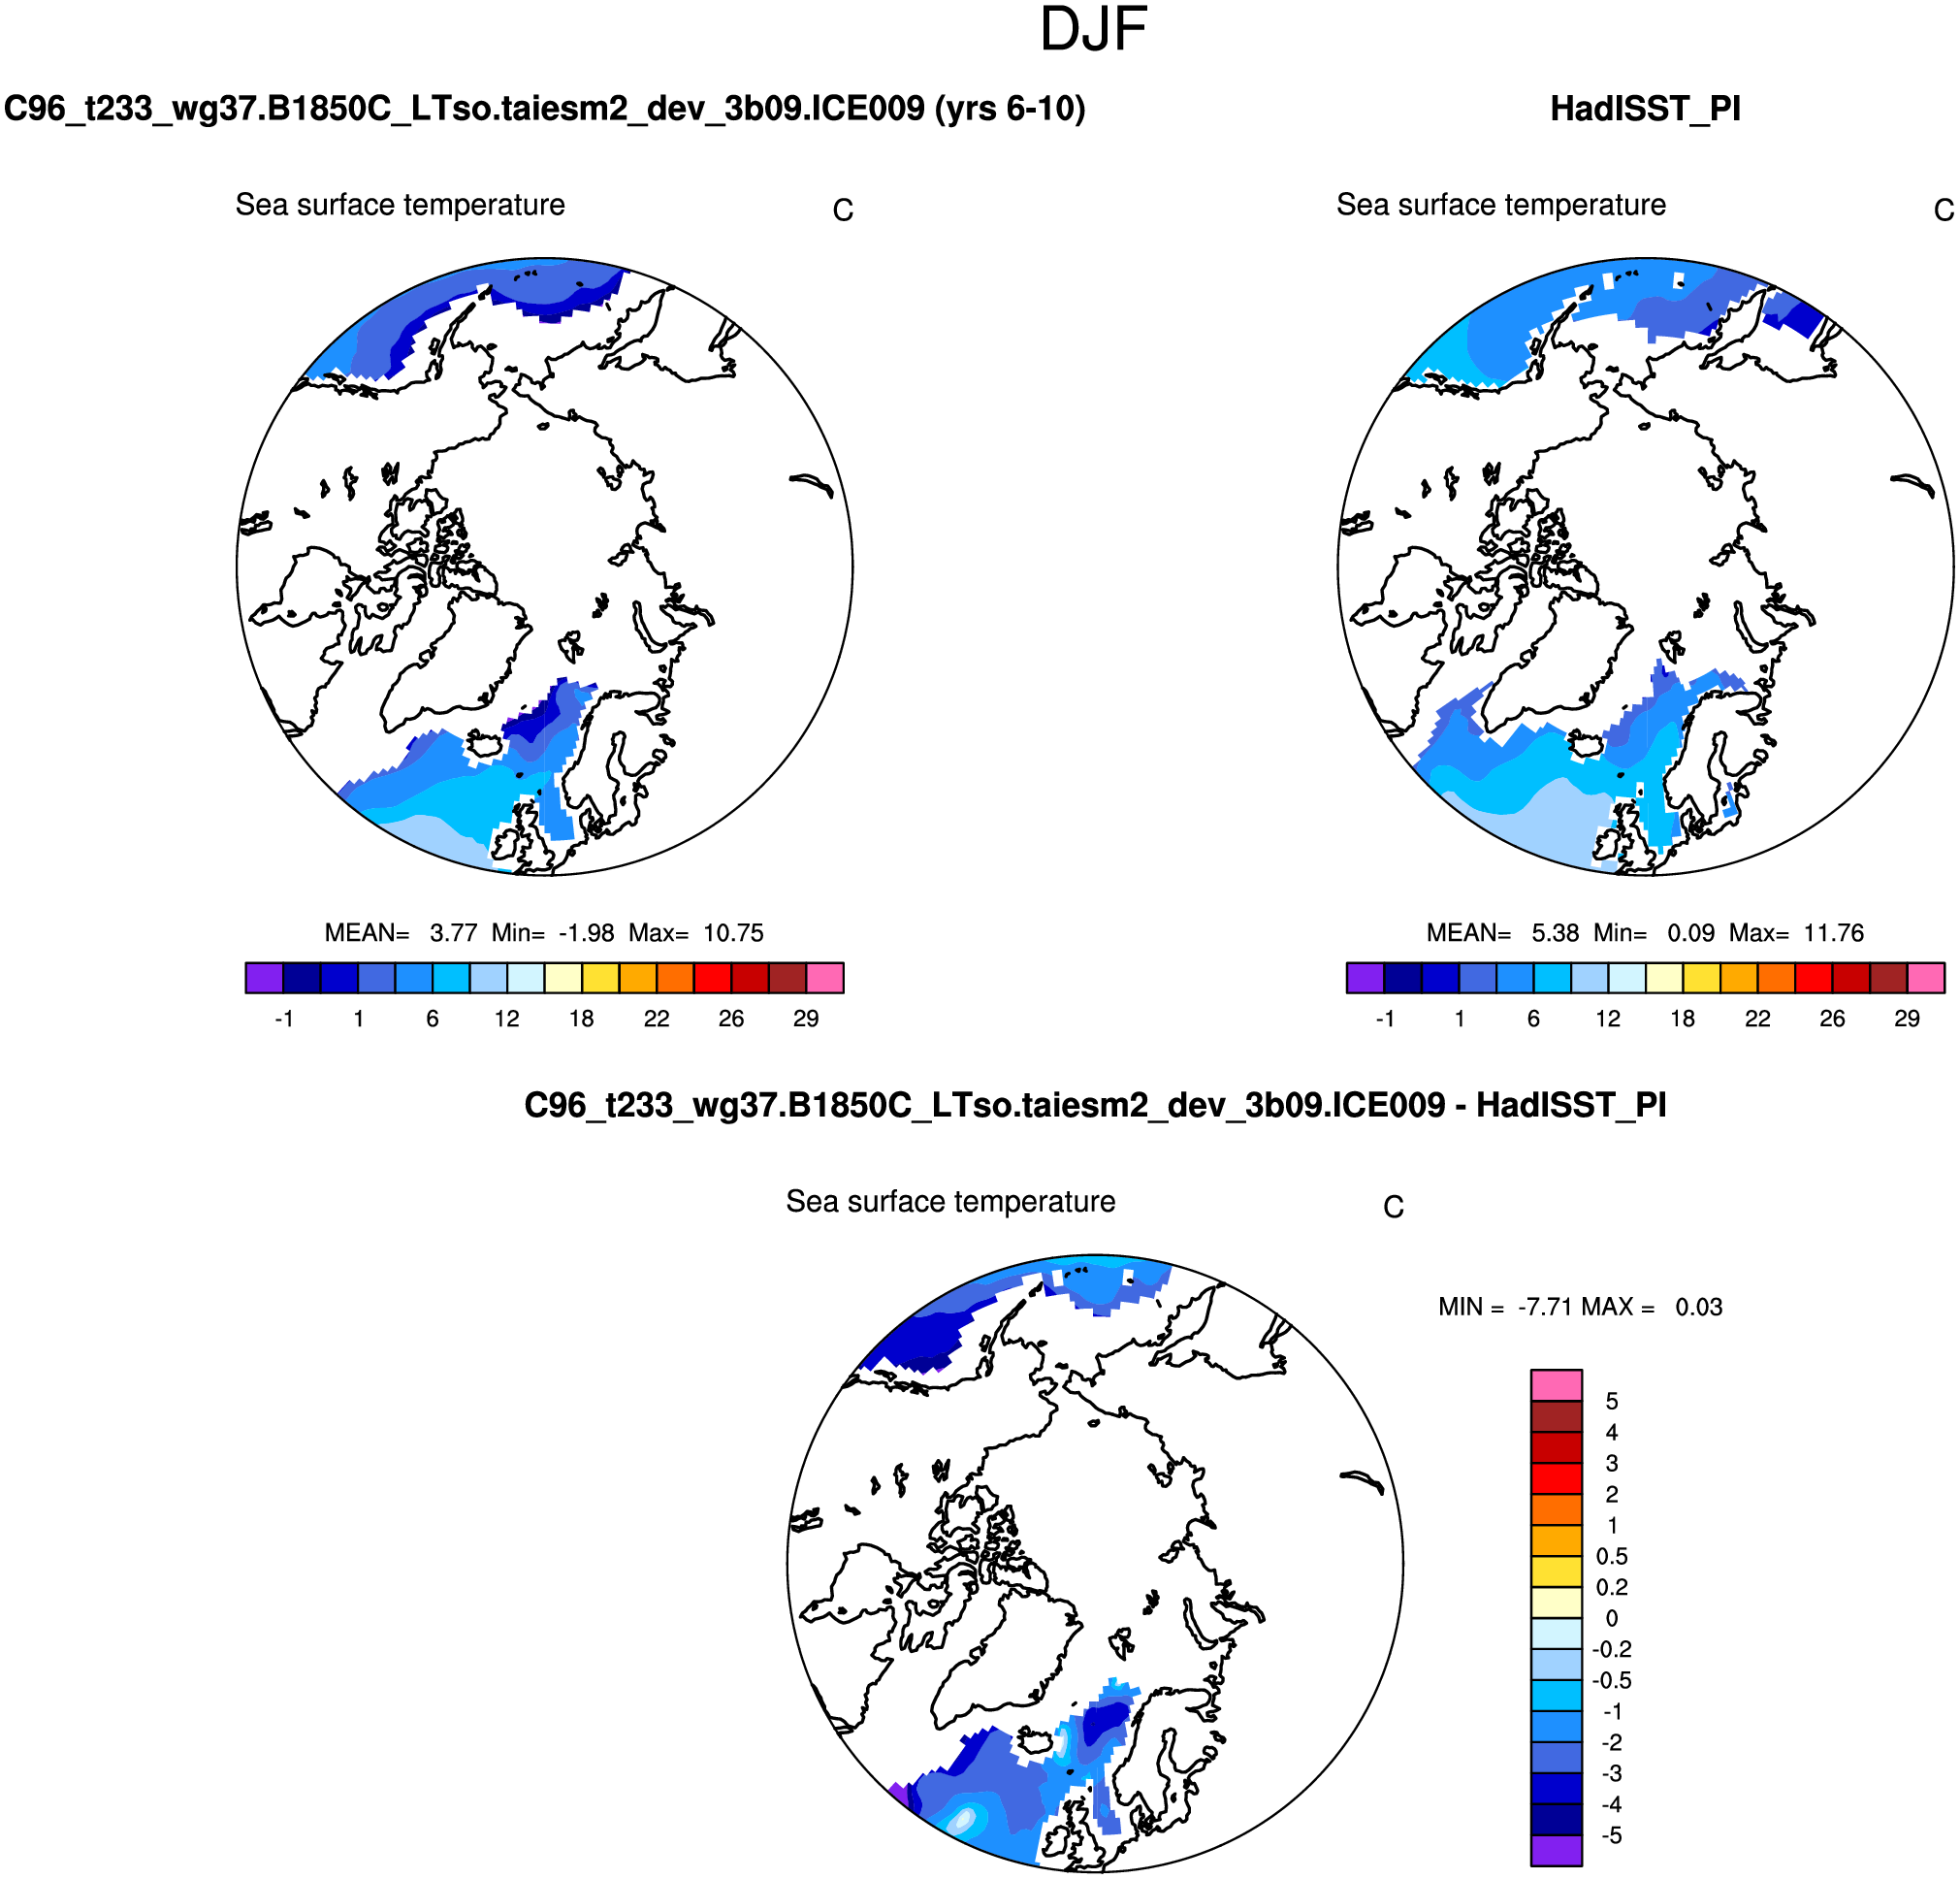 DJF
C96_t233_wg37.B1850C_LTso.taiesm2_dev_3b09.ICE009 (yrs 6-10)
HadISST_PI
Sea surface temperature C
Sea surface temperature C
MEAN= 3.77 Min= -1.98 Max= 10.75
MEAN= 5.38 Min= 0.09 Max= 11.76
-1 1 6 12 18 22 26 29
-1 1 6 12 18 22 26 29
C96_t233_wg37.B1850C_LTso.taiesm2_dev_3b09.ICE009 - HadISST_PI
Sea surface temperature C
MIN = -7.71 MAX = 0.03
5
4
3
2
1
0.5
0.2
0
-0.2
-0.5
-1
-2
-3
-4
-5